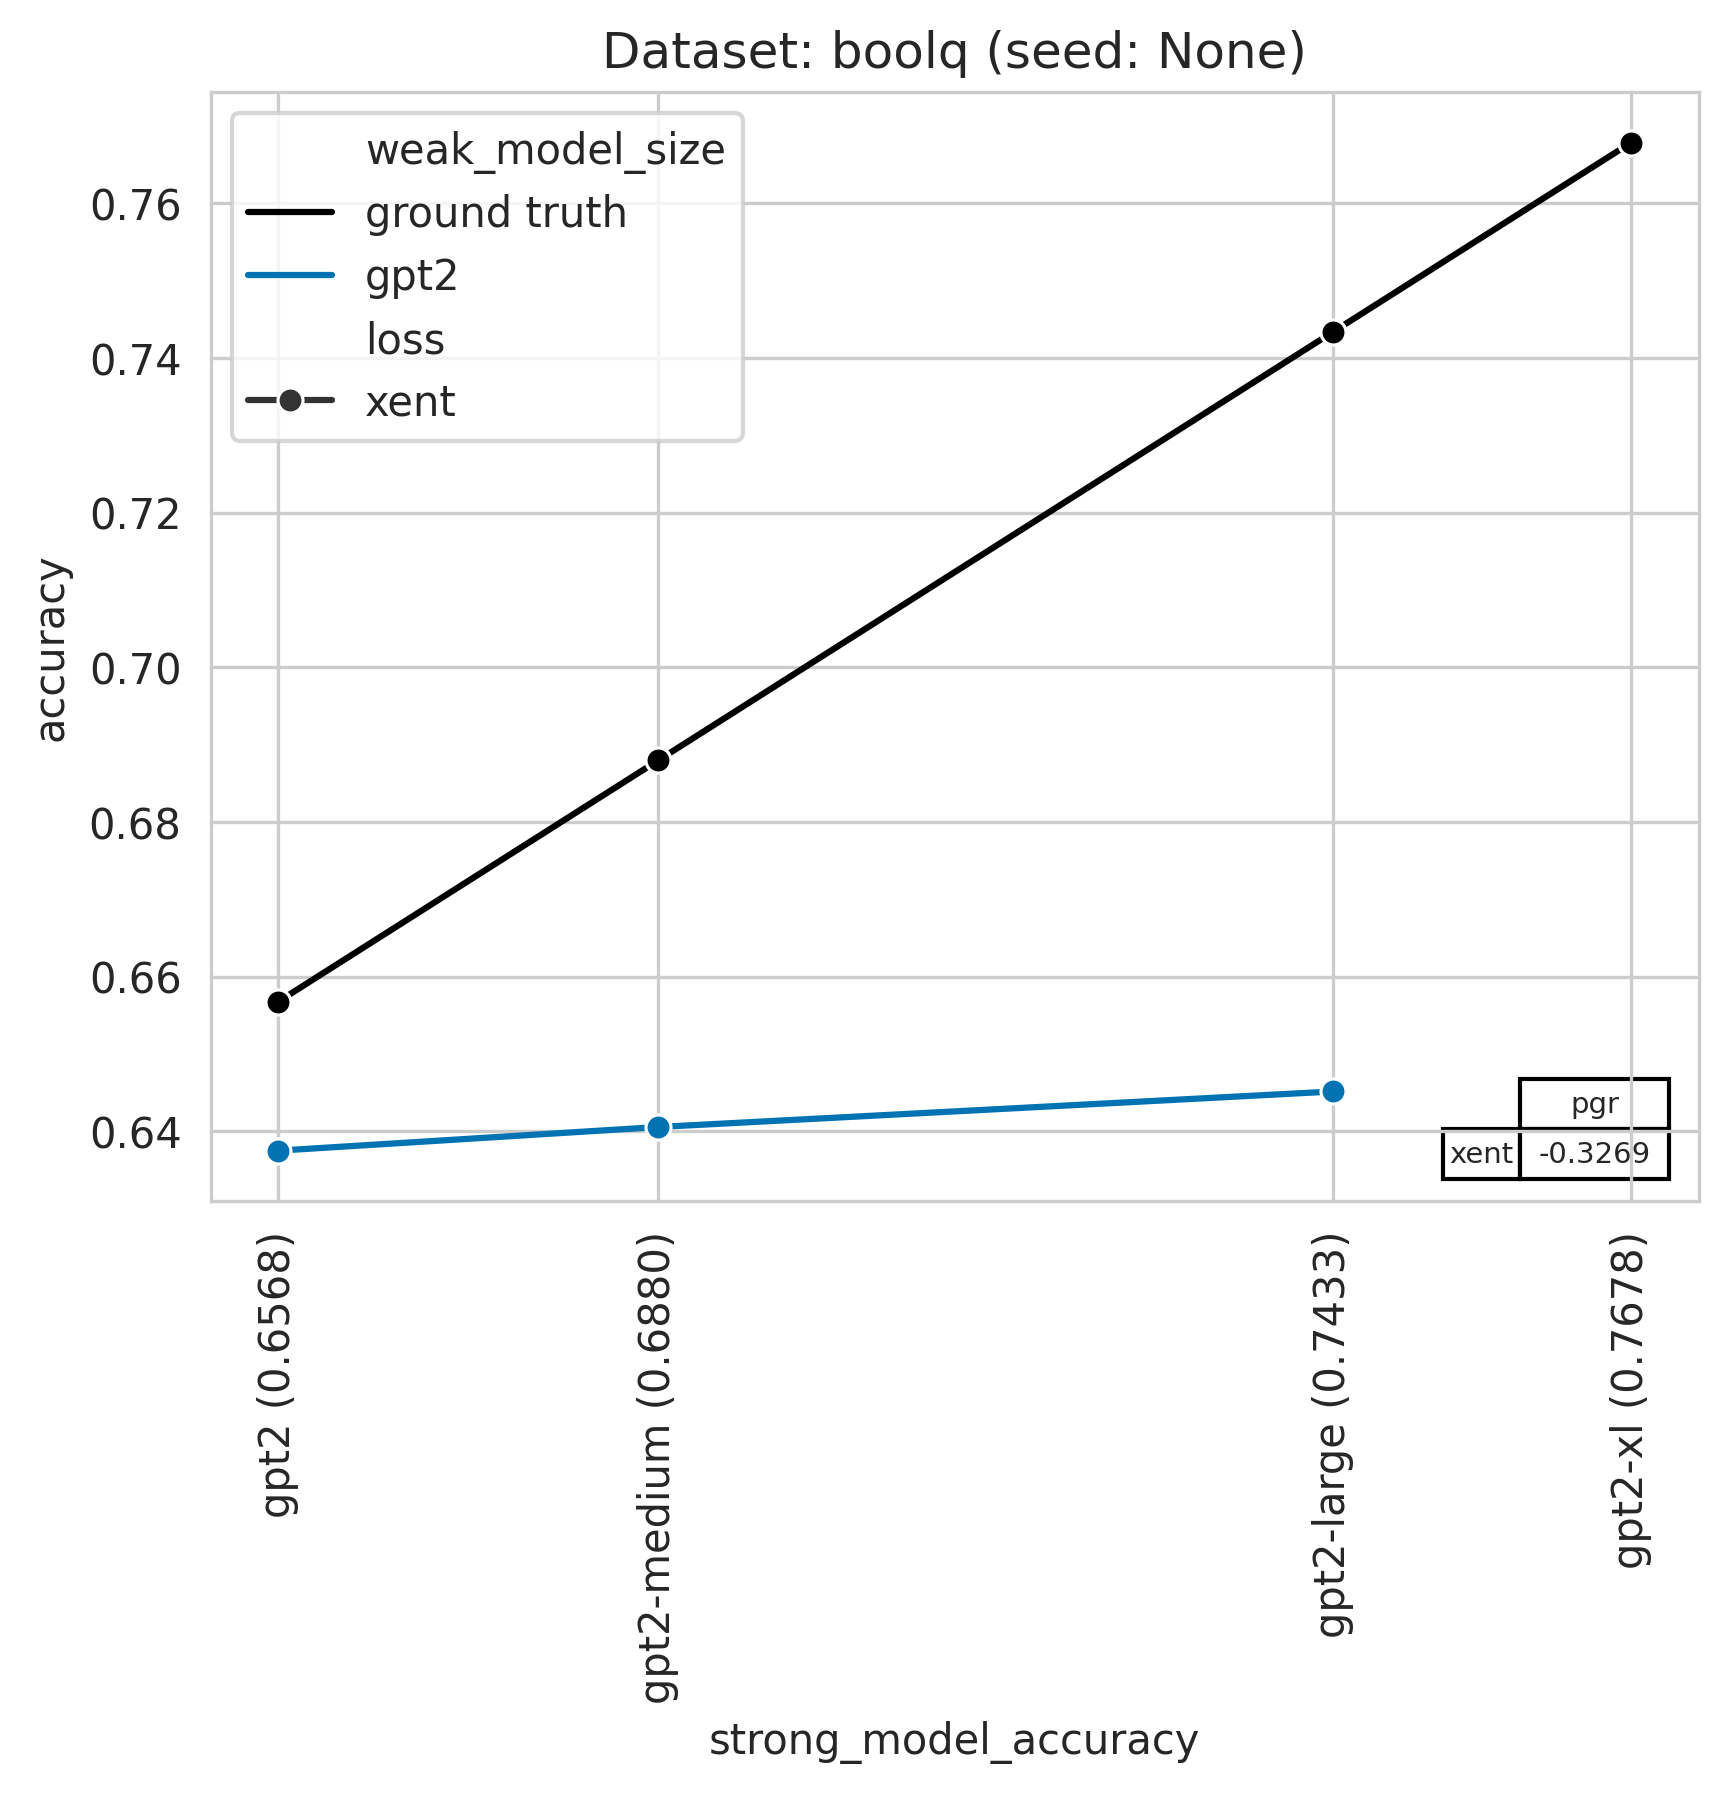 Dataset: boolq (seed: None)
weak_model_size
ground truth
gpt2
loss
xent
accuracy
0.76
0.74
0.72
0.70
0.68
0.66
0.64
pgr
xent -0.3269
gpt2 (0.6568)
gpt2-medium (0.6880)
gpt2-large (0.7433)
gpt2-xl (0.7678)
strong_model_accuracy